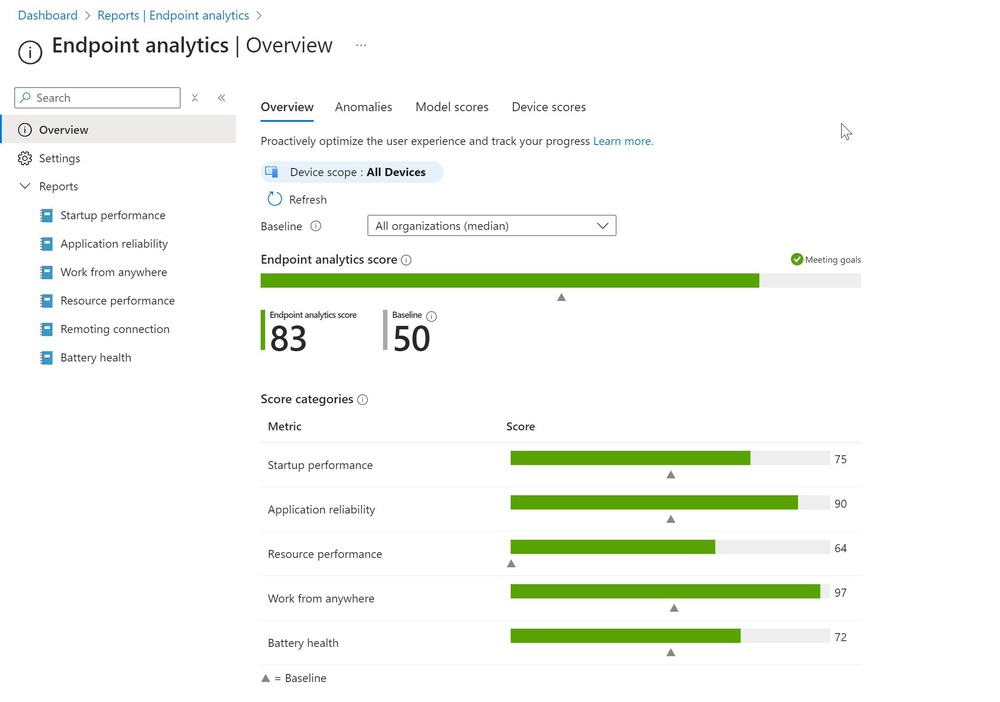 Dashboard > Reports | Endpoint analytics >
Endpoint analytics | Overview ...
Search
Overview
Settings
Reports
Startup performance
Application reliability
Work from anywhere
Resource performance
Remoting connection
Battery health
Overview Anomalies Model scores Device scores
Proactively optimize the user experience and track your progress Learn more.
Device scope : All Devices
Refresh
Baseline All organizations (median)
Endpoint analytics score Meeting goals
Endpoint analytics score Baseline
83 50
Score categories
Metric Score
Startup performance 75
Application reliability 90
Resource performance 64
Work from anywhere 97
Battery health 72
▲ = Baseline